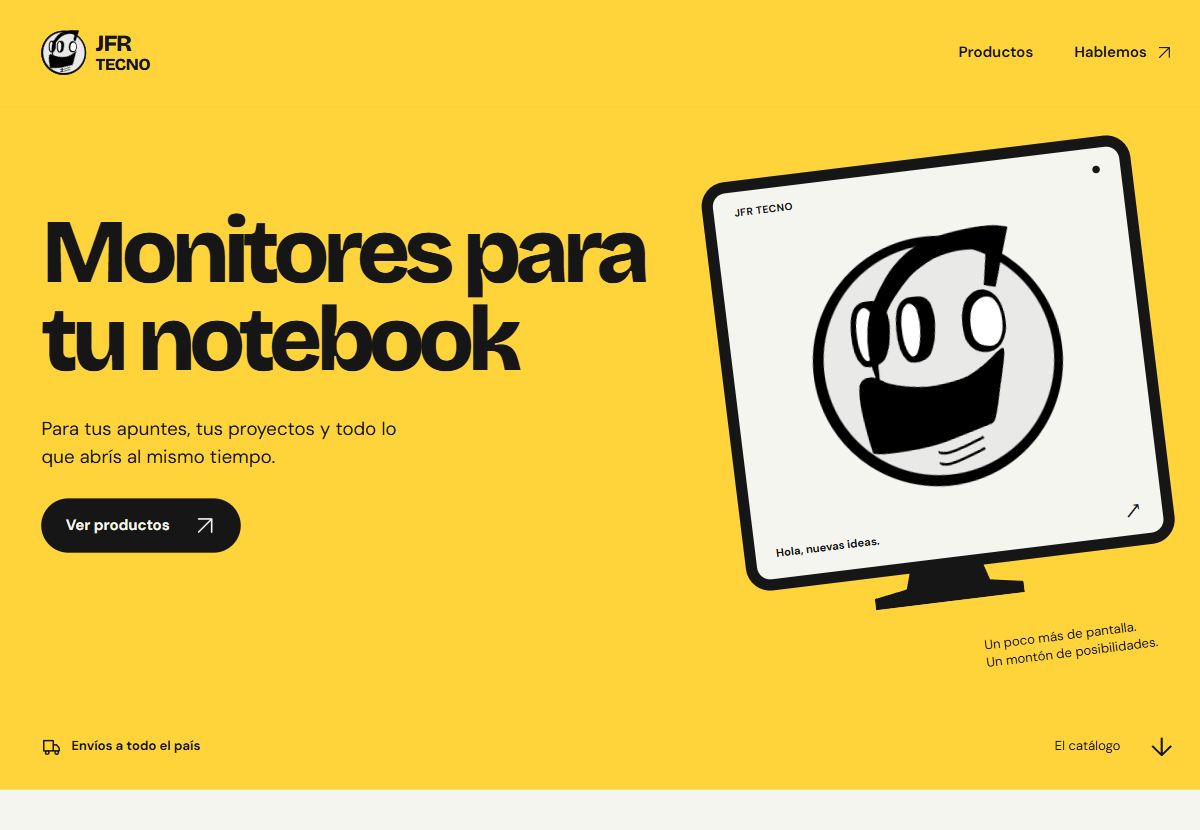 JFR
TECNO
Productos
Hablemos
Monitores para
tu notebook
Para tus apuntes, tus proyectos y todo lo
que abrís al mismo tiempo.
Ver productos
JFR TECNO
Hola, nuevas ideas.
Un poco más de pantalla.
Un montón de posibilidades.
Envíos a todo el país
El catálogo